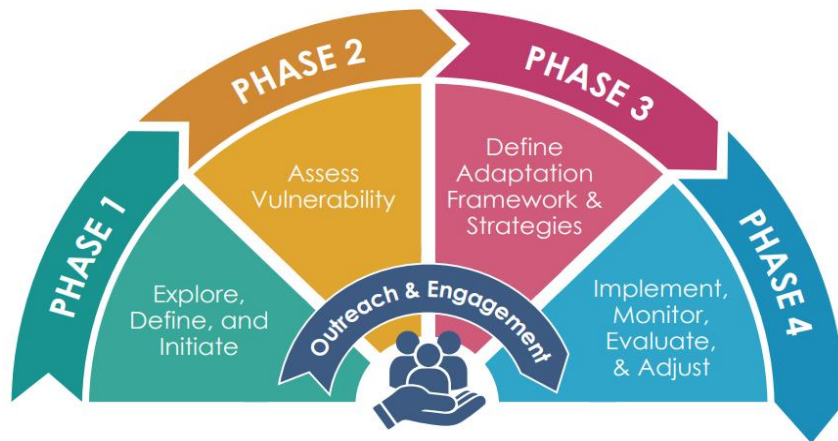 PHASE 1
Explore,
Define, and
Initiate
PHASE 2
Assess
Vulnerability
PHASE 3
Define
Adaptation
Framework &
Strategies
PHASE 4
Implement,
Monitor,
Evaluate,
& Adjust
Outreach & Engagement